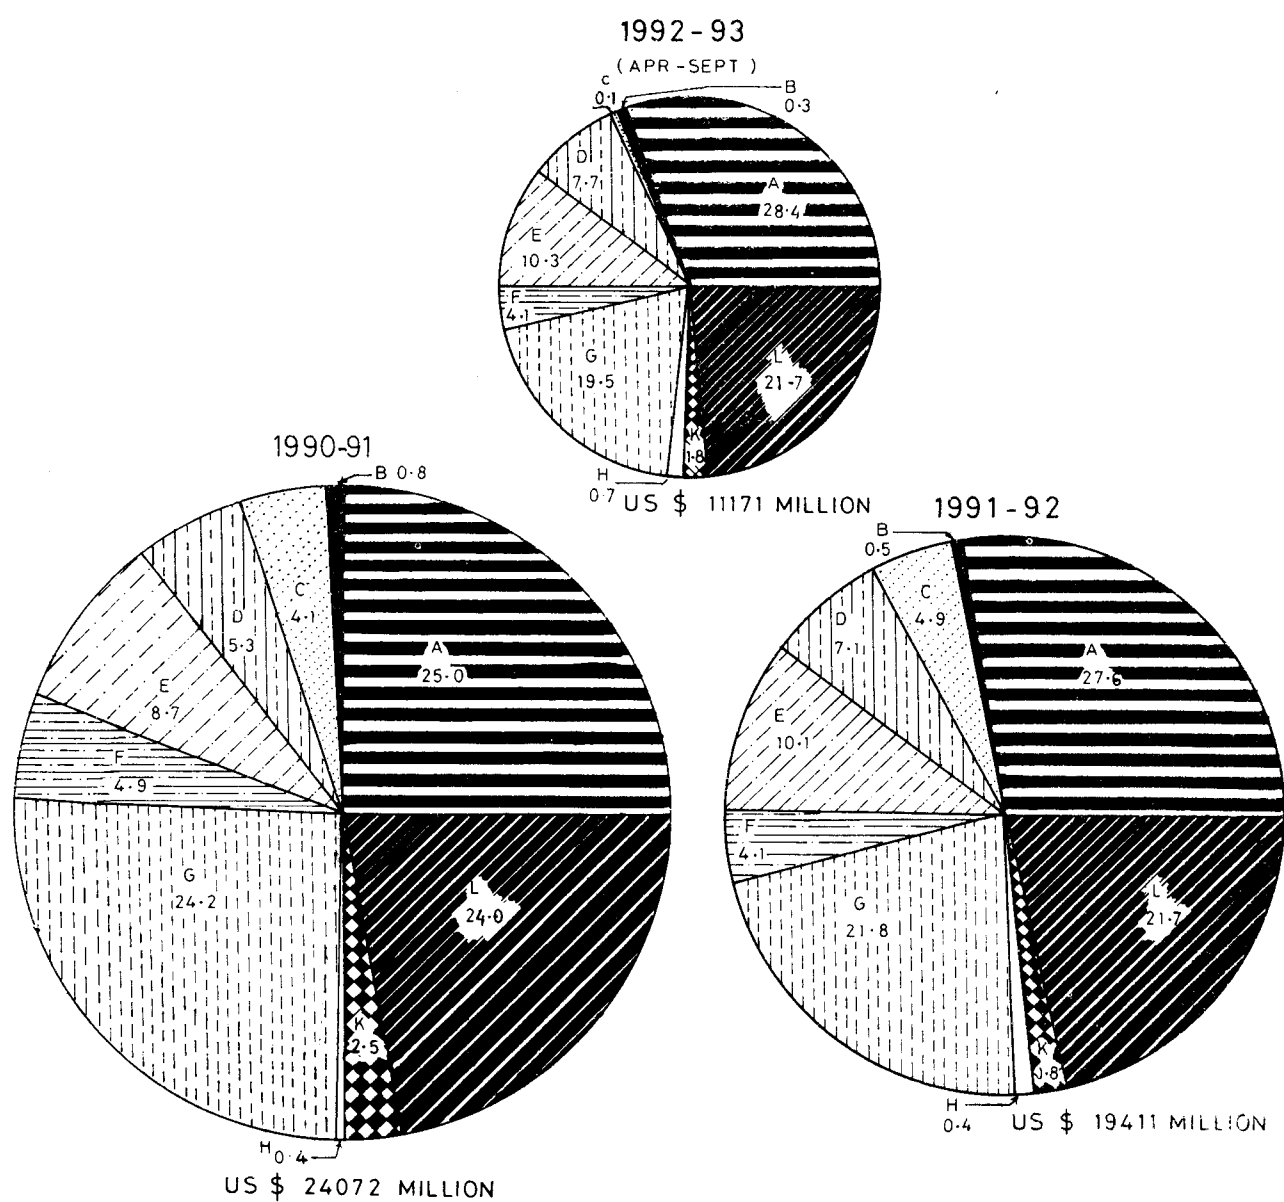 1992-93
(APR-SEPT)
C
0.1
B
0.3
D
7.7
A
28.4
E
10.3
F
4.1
G
19.5
L
21.7
K
1.8
H
0.7
US $ 11171 MILLION
1990-91
B 0.8
C
4.1
D
5.3
A
25.0
E
8.7
F
4.9
G
24.2
L
24.0
K
2.5
H 0.4
US $ 24072 MILLION
1991-92
B
0.5
C
4.9
D
7.1
A
27.6
E
10.1
F
4.1
G
21.8
L
21.7
K
H
0.4
US $ 19411 MILLION